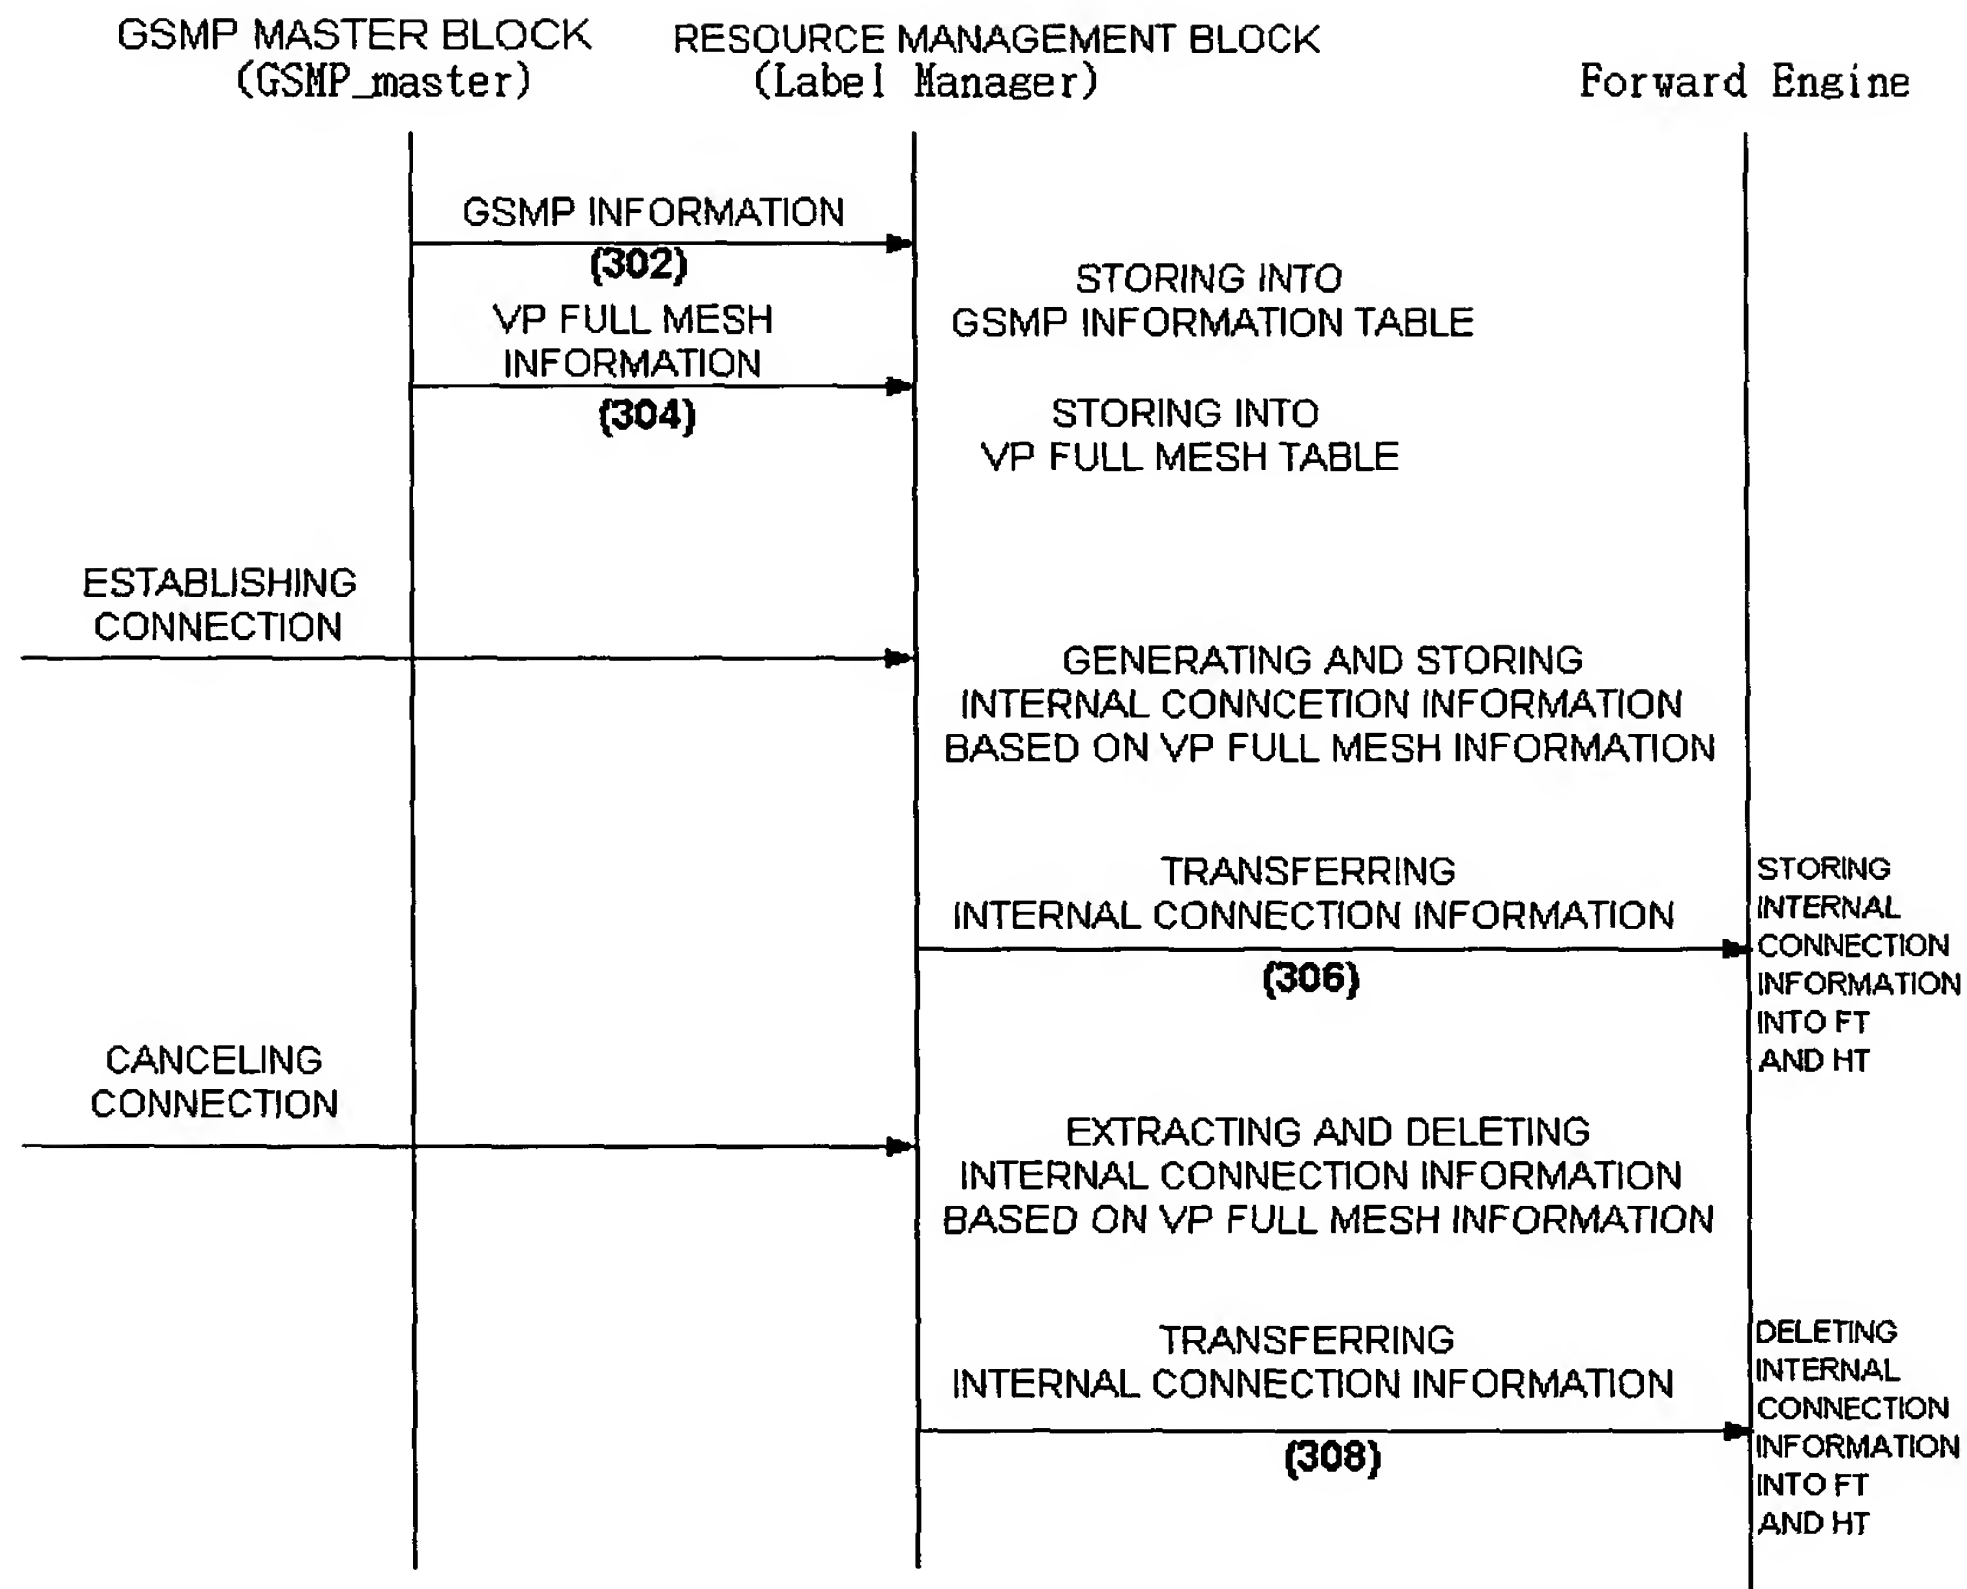 GSMP MASTER BLOCK
(GSMP_master)
RESOURCE MANAGEMENT BLOCK
(Label Manager)
Forward Engine
GSMP INFORMATION
(302)
STORING INTO
GSMP INFORMATION TABLE
VP FULL MESH
INFORMATION
(304)
STORING INTO
VP FULL MESH TABLE
ESTABLISHING
CONNECTION
GENERATING AND STORING
INTERNAL CONNCETION INFORMATION
BASED ON VP FULL MESH INFORMATION
TRANSFERRING
INTERNAL CONNECTION INFORMATION
(306)
STORING
INTERNAL
CONNECTION
INFORMATION
INTO FT
AND HT
CANCELING
CONNECTION
EXTRACTING AND DELETING
INTERNAL CONNECTION INFORMATION
BASED ON VP FULL MESH INFORMATION
TRANSFERRING
INTERNAL CONNECTION INFORMATION
(308)
DELETING
INTERNAL
CONNECTION
INFORMATION
INTO FT
AND HT